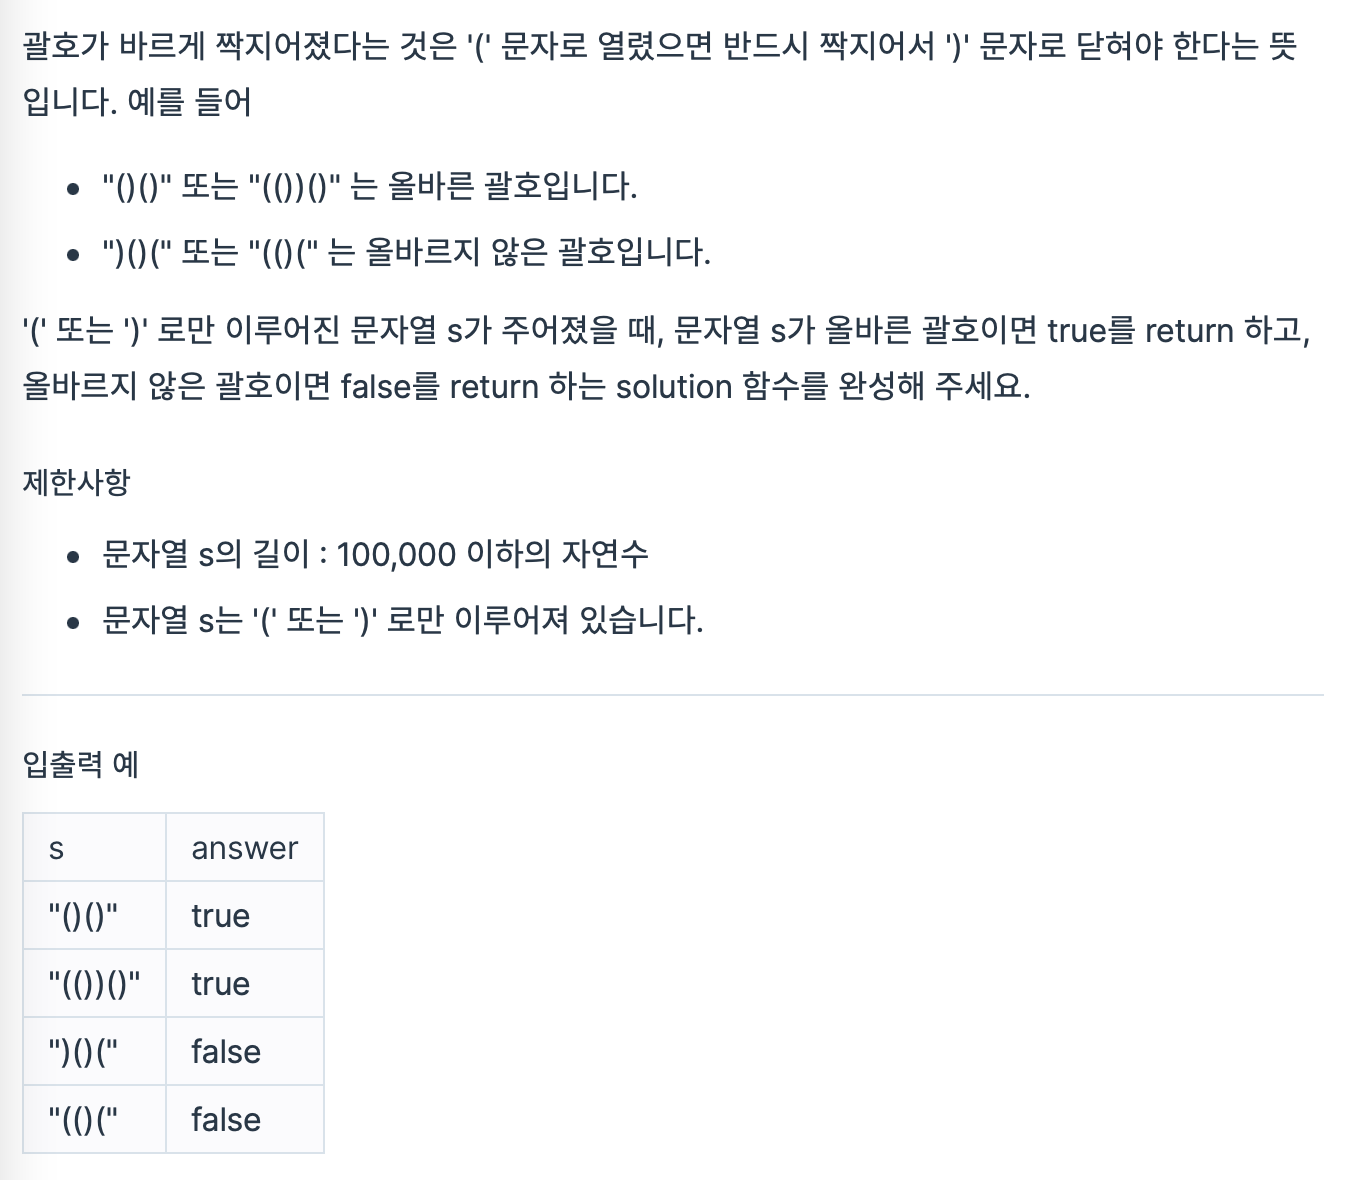 괄호가 바르게 짝지어졌다는 것은 '(' 문자로 열렸으면 반드시 짝지어서 ')' 문자로 닫혀야 한다는 뜻
입니다. 예를 들어
• "()()" 또는 "(())()" 는 올바른 괄호입니다.
• ")()(" 또는 "(()(" 는 올바르지 않은 괄호입니다.
'(' 또는 ')' 로만 이루어진 문자열 s가 주어졌을 때, 문자열 s가 올바른 괄호이면 true를 return 하고,
올바르지 않은 괄호이면 false를 return 하는 solution 함수를 완성해 주세요.
제한사항
• 문자열 s의 길이 : 100,000 이하의 자연수
• 문자열 s는 '(' 또는 ')' 로만 이루어져 있습니다.
입출력 예
s answer
"()()" true
"(())()" true
")()(" false
"(()(" false